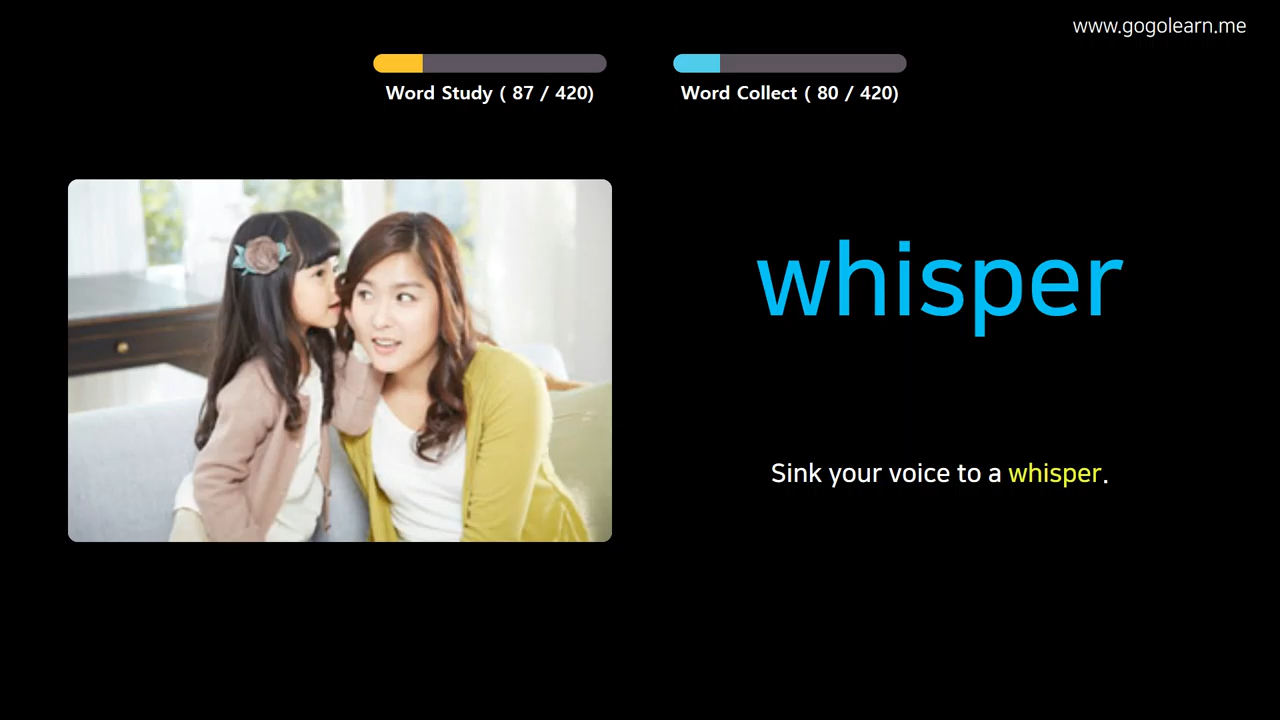 www.gogolearn.me
Word Study ( 87 / 420)
Word Collect ( 80 / 420)
whisper
Sink your voice to a whisper.